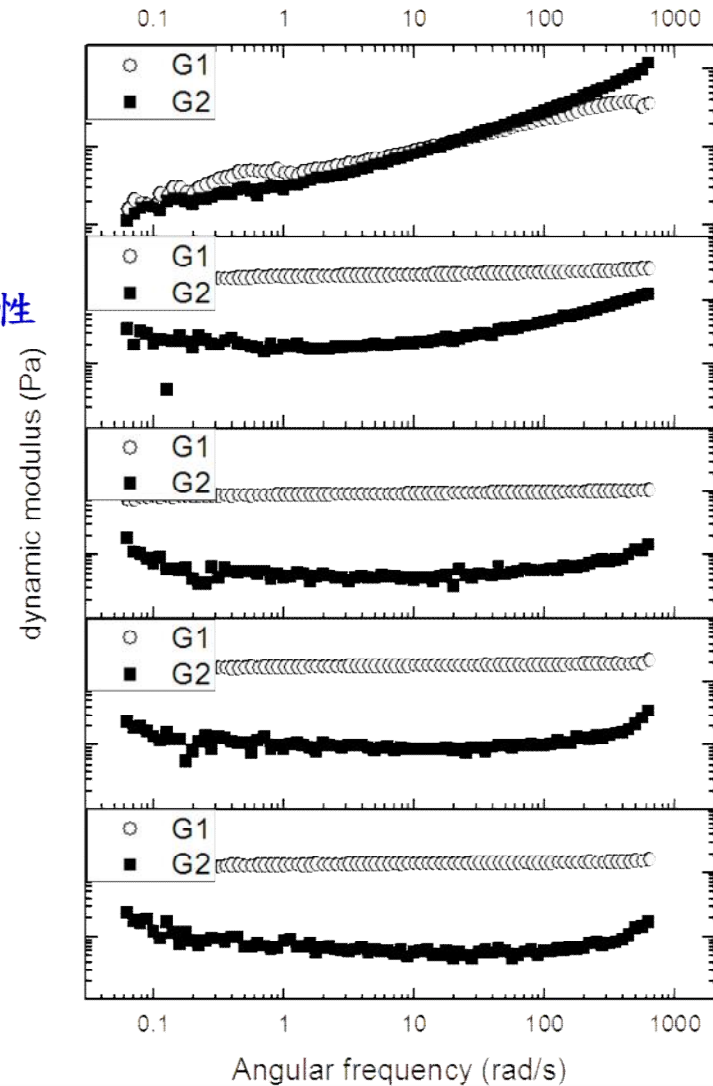 0.1 1 10 100 1000
G1
G2
G1
G2
性
dynamic modulus (Pa)
G1
G2
G1
G2
G1
G2
0.1 1 10 100 1000
Angular frequency (rad/s)